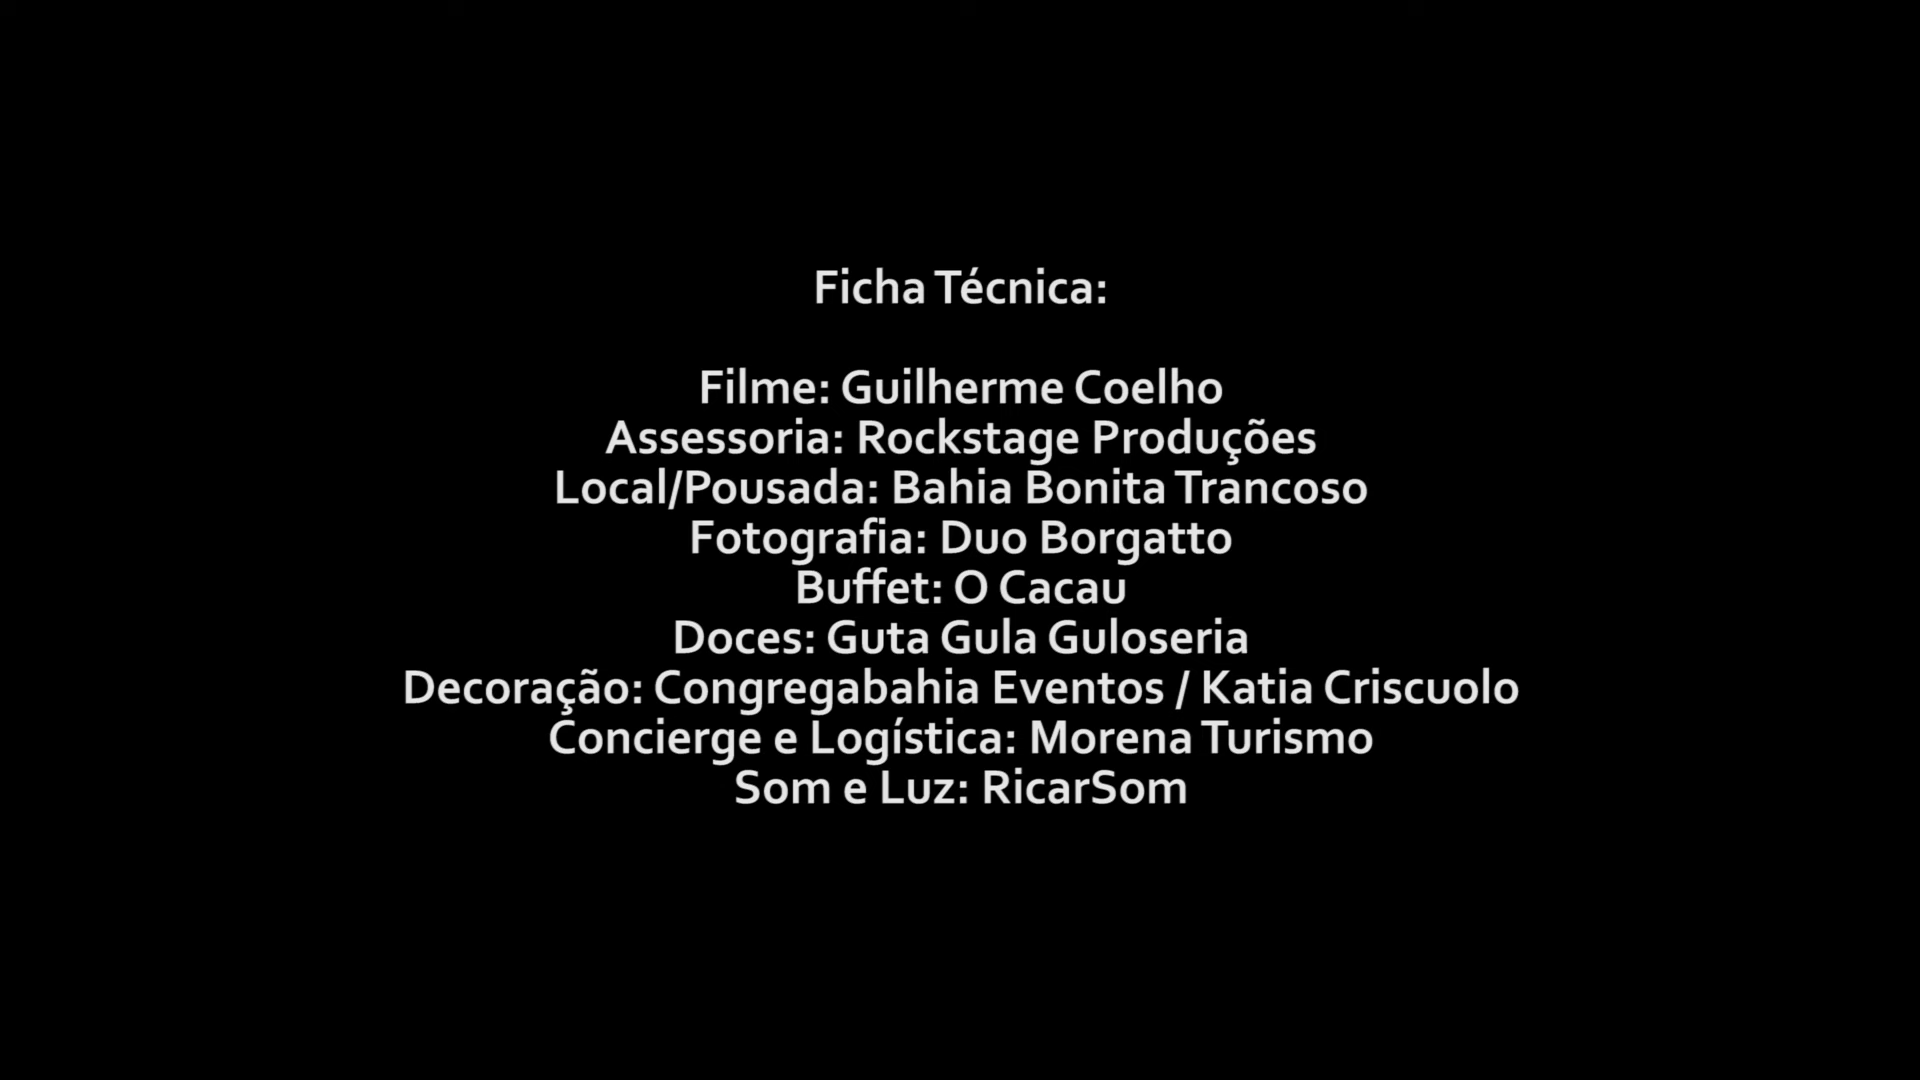 Ficha Técnica:
Filme: Guilherme Coelho
Assessoria: Rockstage Produções
Local/Pousada: Bahia Bonita Trancoso
Fotografia: Duo Borgatto
Buffet: O Cacau
Doces: Guta Gula Guloseria
Decoração: Congregabahia Eventos / Katia Criscuolo
Concierge e Logística: Morena Turismo
Som e Luz: RicarSom